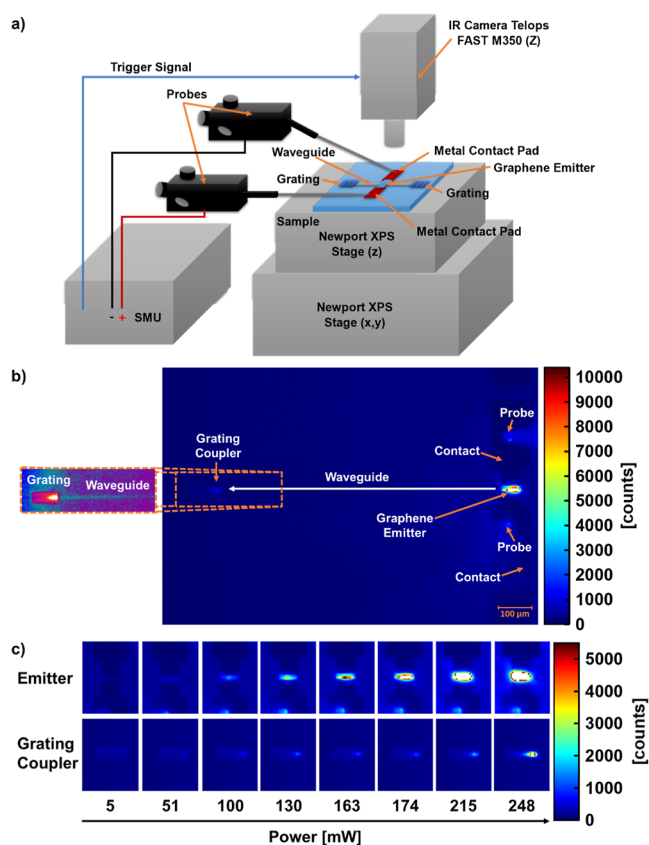 a)
IR Camera Telops
FAST M350 (Z)
Trigger Signal
Probes
Metal Contact Pad
Waveguide
Graphene Emitter
Grating
Grating
Sample
Metal Contact Pad
Newport XPS
Stage (z)
Newport XPS
Stage (x,y)
- + SMU
b)
10000
9000
8000
7000
6000
5000
4000
3000
2000
1000
0
[counts]
Probe
Grating
Coupler
Contact
Grating
Waveguide
Waveguide
Graphene
Emitter
Probe
Contact
100 µm
c)
Emitter
Grating
Coupler
5000
4000
3000
2000
1000
0
[counts]
5 51 100 130 163 174 215 248
Power [mW]